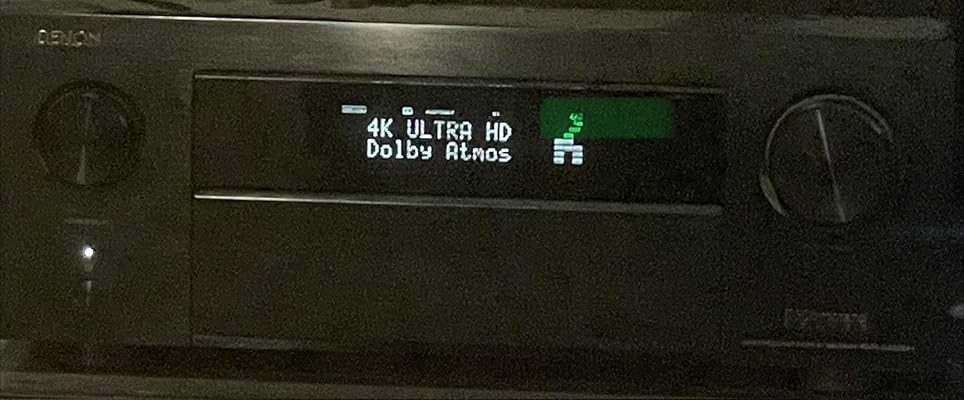 DENON
4K ULTRA HD
Dolby Atmos